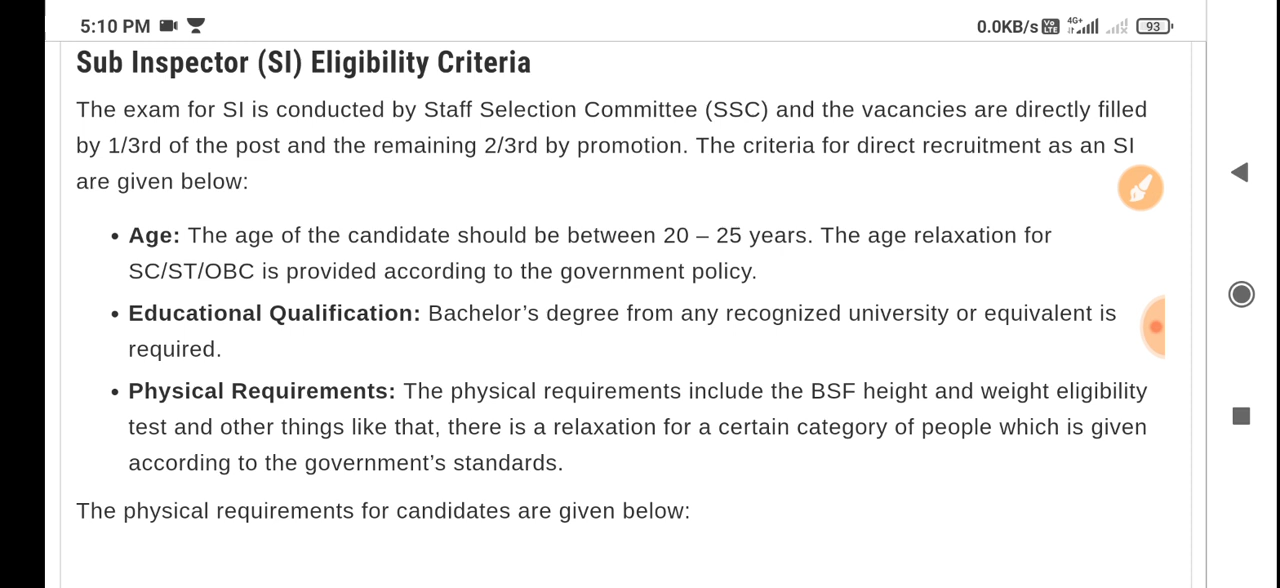 5:10 PM 0.0KB/s Vo LTE 4G+ 93
Sub Inspector (SI) Eligibility Criteria
The exam for SI is conducted by Staff Selection Committee (SSC) and the vacancies are directly filled
by 1/3rd of the post and the remaining 2/3rd by promotion. The criteria for direct recruitment as an SI
are given below:
• Age: The age of the candidate should be between 20 – 25 years. The age relaxation for
SC/ST/OBC is provided according to the government policy.
• Educational Qualification: Bachelor’s degree from any recognized university or equivalent is
required.
• Physical Requirements: The physical requirements include the BSF height and weight eligibility
test and other things like that, there is a relaxation for a certain category of people which is given
according to the government’s standards.
The physical requirements for candidates are given below: